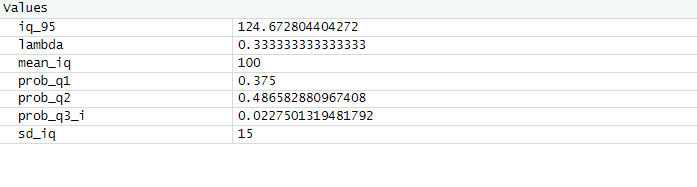 Values
iq_95 124.672804404272
lambda 0.333333333333333
mean_iq 100
prob_q1 0.375
prob_q2 0.486582880967408
prob_q3_i 0.0227501319481792
sd_iq 15